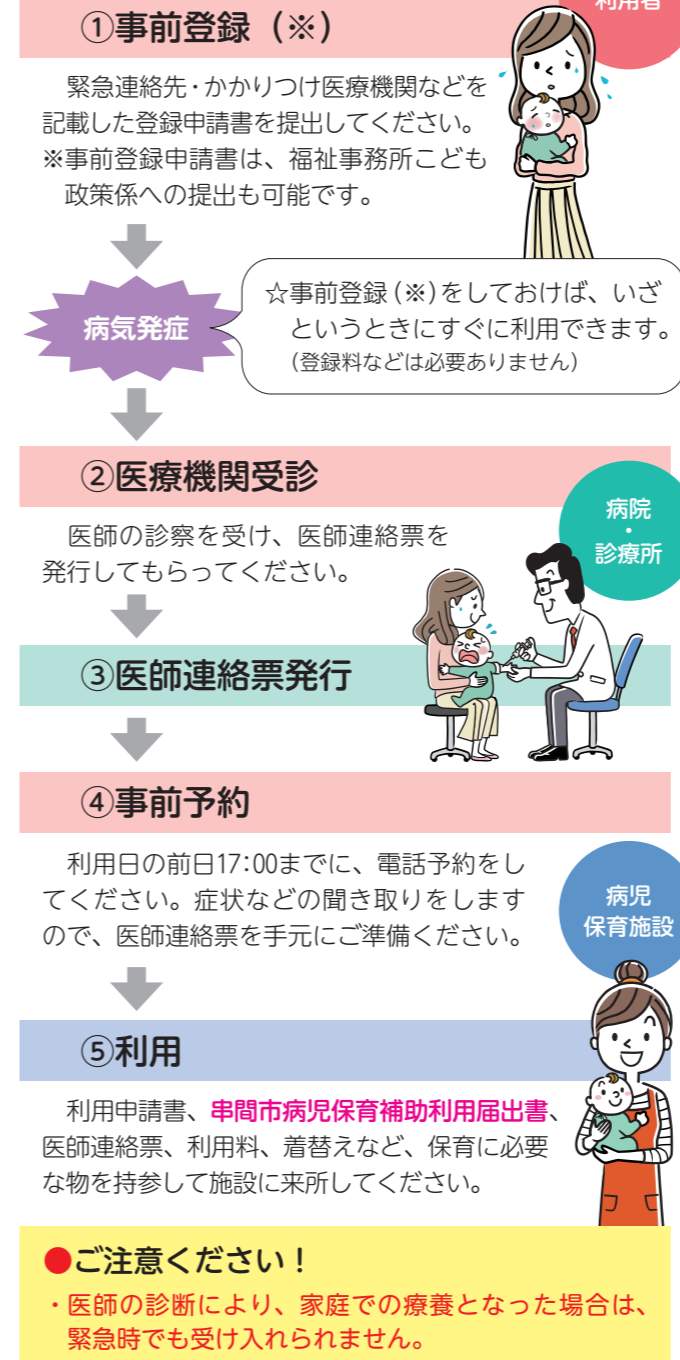 利用者
①事前登録（※）
緊急連絡先・かかりつけ医療機関などを
記載した登録申請書を提出してください。
※事前登録申請書は、福祉事務所こども
政策係への提出も可能です。
病気発症
☆事前登録（※）をしておけば、いざ
というときにすぐに利用できます。
（登録料などは必要ありません）
②医療機関受診
病院
・
診療所
医師の診察を受け、医師連絡票を
発行してもらってください。
③医師連絡票発行
④事前予約
利用日の前日17:00までに、電話予約をし
てください。症状などの聞き取りをします
ので、医師連絡票を手元にご準備ください。
病児
保育施設
⑤利用
利用申請書、串間市病児保育補助利用届出書、
医師連絡票、利用料、着替えなど、保育に必要
な物を持参して施設に来所してください。
●ご注意ください！
・医師の診断により、家庭での療養となった場合は、
緊急時でも受け入れられません。